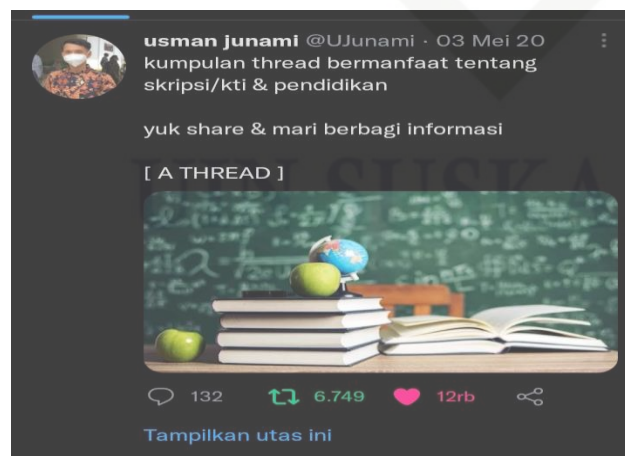 usman junami @UJunami · 03 Mei 20
kumpulan thread bermanfaat tentang
skripsi/kti & pendidikan
yuk share & mari berbagi informasi
[ A THREAD ]
132 6.749 12rb
Tampilkan utas ini